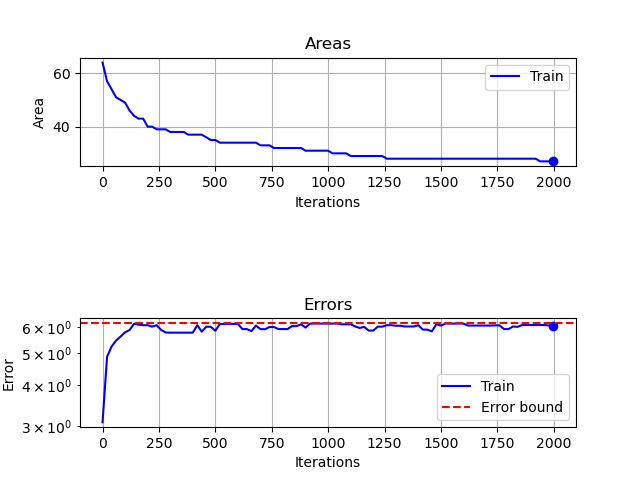 Areas
60
40
Area
Train
0 250 500 750 1000 1250 1500 1750 2000
Iterations
Errors
6 × 10⁰
5 × 10⁰
4 × 10⁰
3 × 10⁰
Error
Train
Error bound
0 250 500 750 1000 1250 1500 1750 2000
Iterations